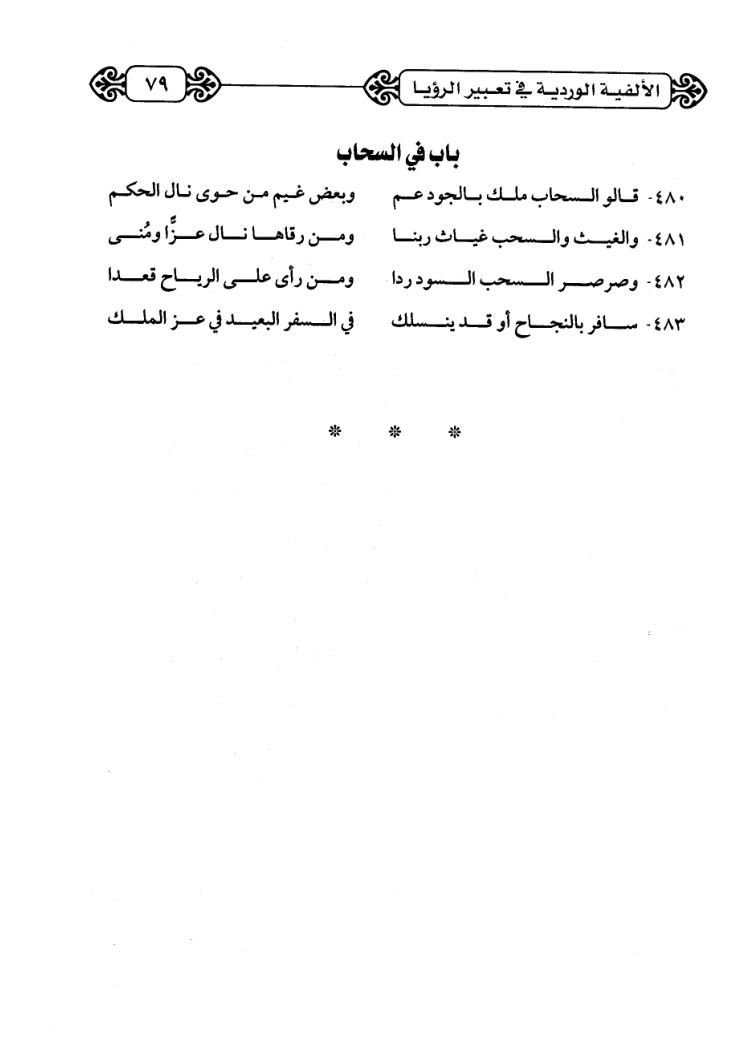 الألفية الوردية في تعبير الرؤيا ٧٩
باب في السحاب
٤٨٠- قالو السحاب ملك بالجود عم وبعض غيم من حوى نال الحكم
٤٨١- والغيث والسحب غياث ربنا ومن رقاها نال عزًّا ومُنى
٤٨٢- وصرصر السحب السود ردا ومن رأى على الرياح قعدا
٤٨٣- سافر بالنجاح أو قد ينسلك في السفر البعيد في عز الملك
* * *